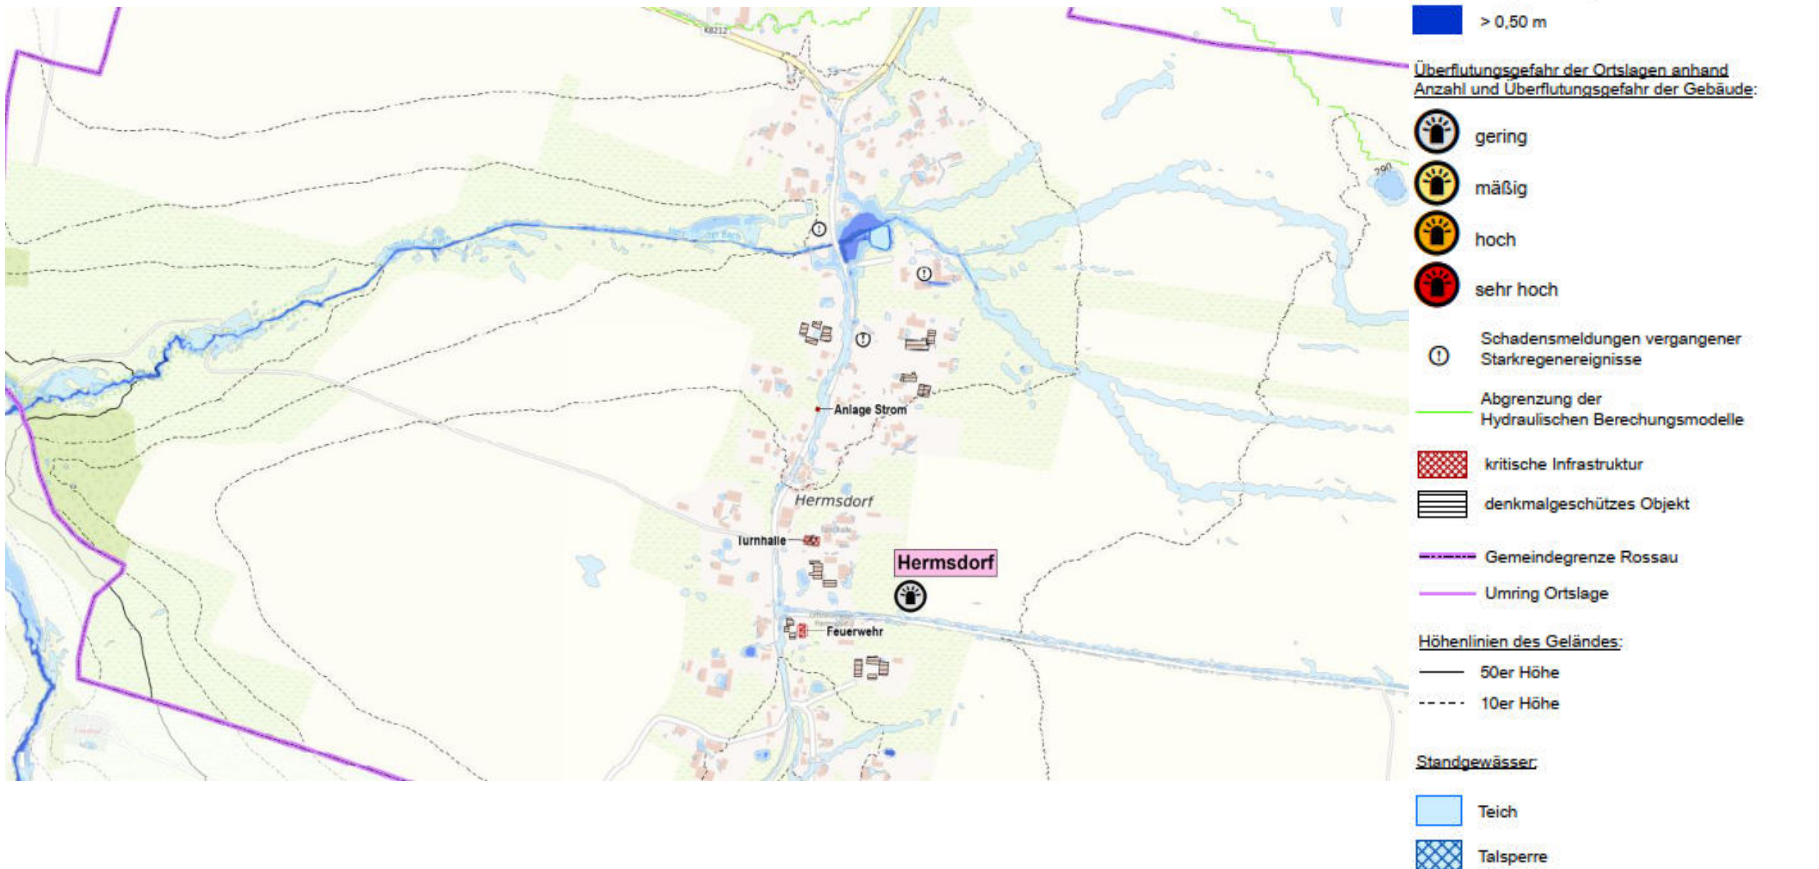 K8212
290
Anlage Strom
Hermsdorf
Turnhalle
Hermsdorf
Feuerwehr
> 0,50 m
Überflutungsgefahr der Ortslagen anhand
Anzahl und Überflutungsgefahr der Gebäude:
gering
mäßig
hoch
sehr hoch
Schadensmeldungen vergangener
Starkregenereignisse
Abgrenzung der
Hydraulischen Berechungsmodelle
kritische Infrastruktur
denkmalgeschützes Objekt
Gemeindegrenze Rossau
Umring Ortslage
Höhenlinien des Geländes:
50er Höhe
10er Höhe
Standgewässer:
Teich
Talsperre